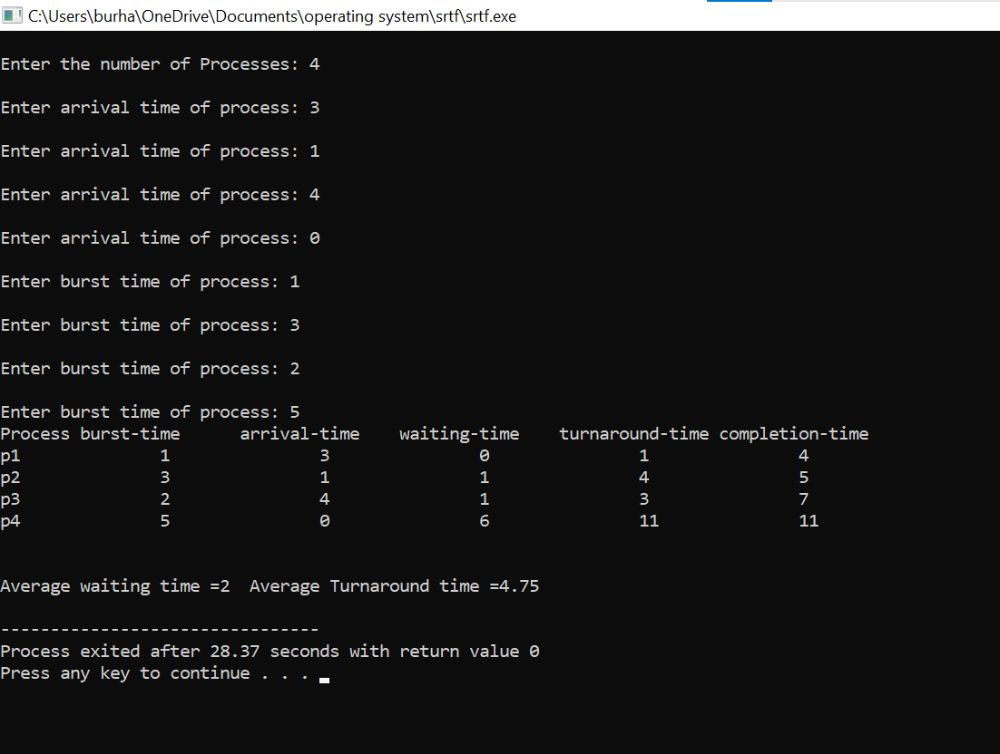 C:\Users\burha\OneDrive\Documents\operating system\srtf\srtf.exe
Enter the number of Processes: 4
Enter arrival time of process: 3
Enter arrival time of process: 1
Enter arrival time of process: 4
Enter arrival time of process: 0
Enter burst time of process: 1
Enter burst time of process: 3
Enter burst time of process: 2
Enter burst time of process: 5
Process burst-time      arrival-time    waiting-time    turnaround-time completion-time
p1              1               3               0               1               4
p2              3               1               1               4               5
p3              2               4               1               3               7
p4              5               0               6               11              11
Average waiting time =2  Average Turnaround time =4.75
--------------------------------
Process exited after 28.37 seconds with return value 0
Press any key to continue . . .